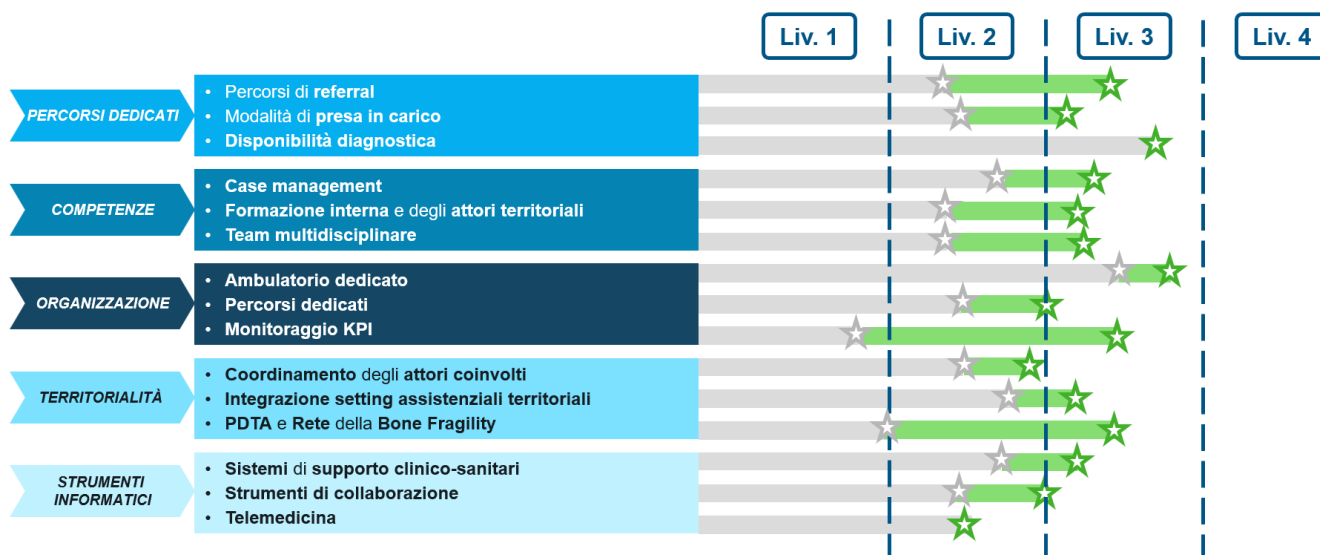 Liv. 1
Liv. 2
Liv. 3
Liv. 4
PERCORSI DEDICATI
• Percorsi di referral
• Modalità di presa in carico
• Disponibilità diagnostica
COMPETENZE
• Case management
• Formazione interna e degli attori territoriali
• Team multidisciplinare
ORGANIZZAZIONE
• Ambulatorio dedicato
• Percorsi dedicati
• Monitoraggio KPI
TERRITORIALITÀ
• Coordinamento degli attori coinvolti
• Integrazione setting assistenziali territoriali
• PDTA e Rete della Bone Fragility
STRUMENTI
INFORMATICI
• Sistemi di supporto clinico-sanitari
• Strumenti di collaborazione
• Telemedicina